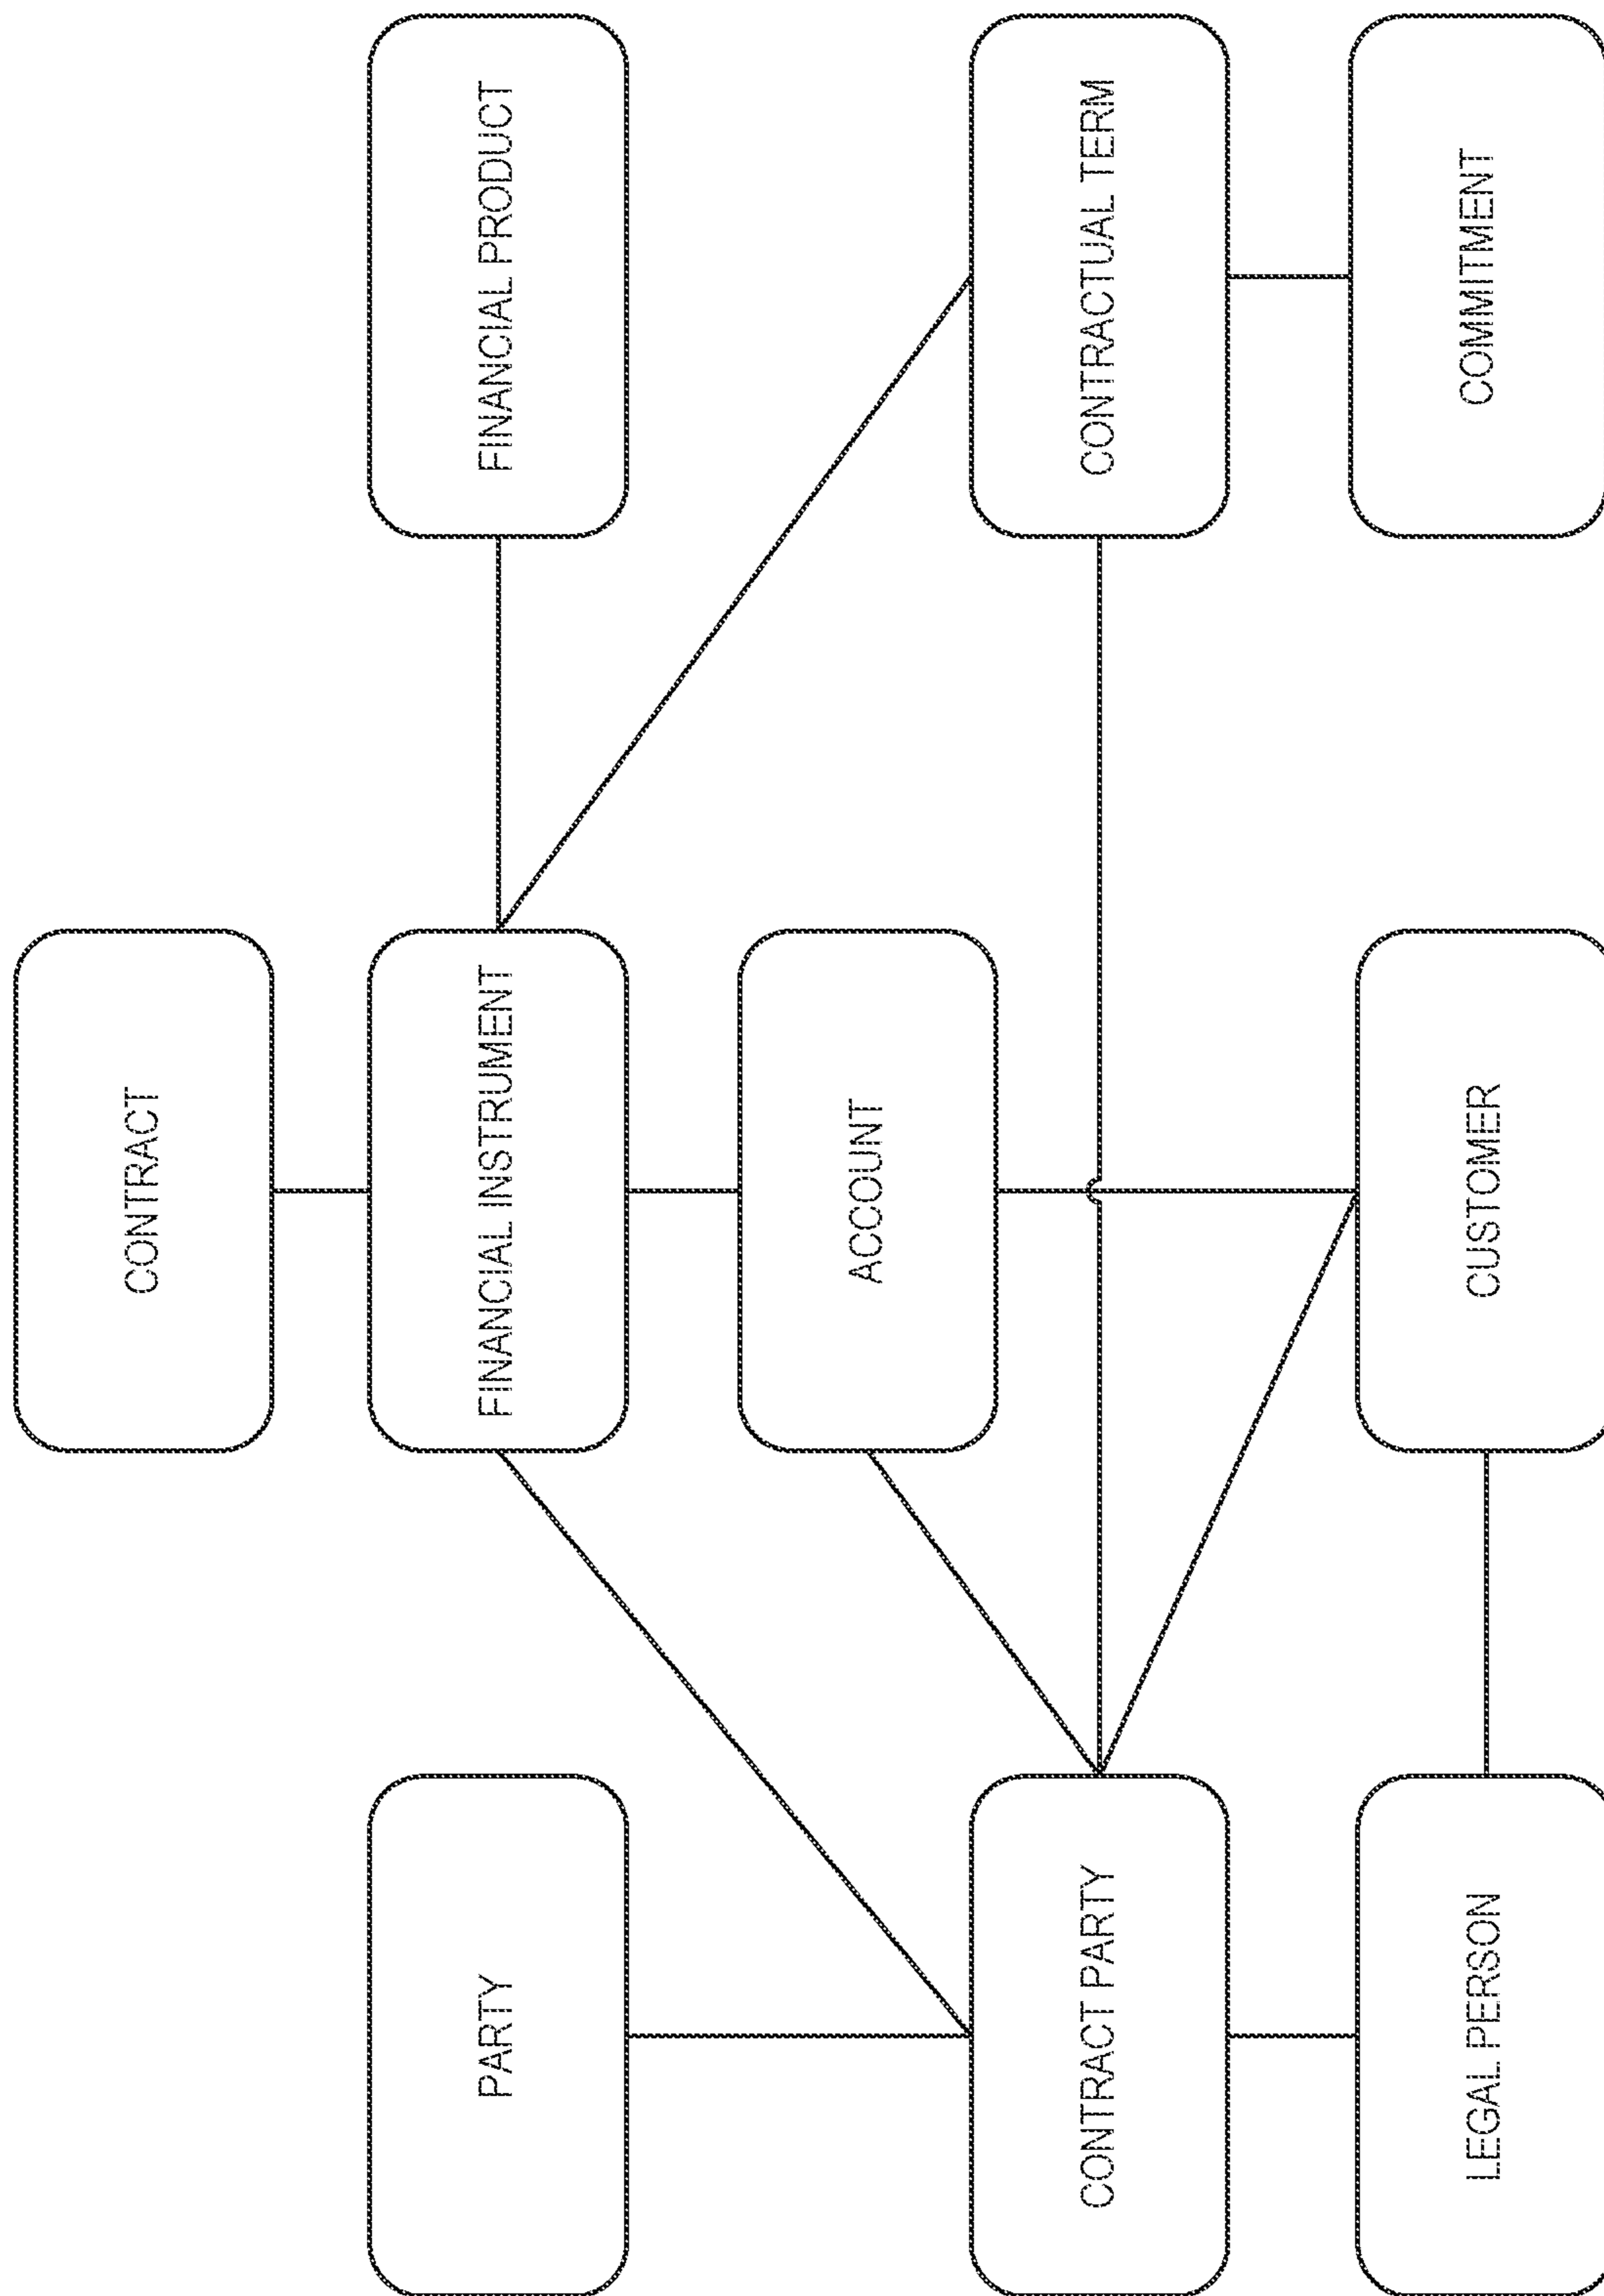 CONTRACT
PARTY
FINANCIAL INSTRUMENT
FINANCIAL PRODUCT
ACCOUNT
CONTRACT PARTY
CONTRACTUAL TERM
LEGAL PERSON
CUSTOMER
COMMITMENT